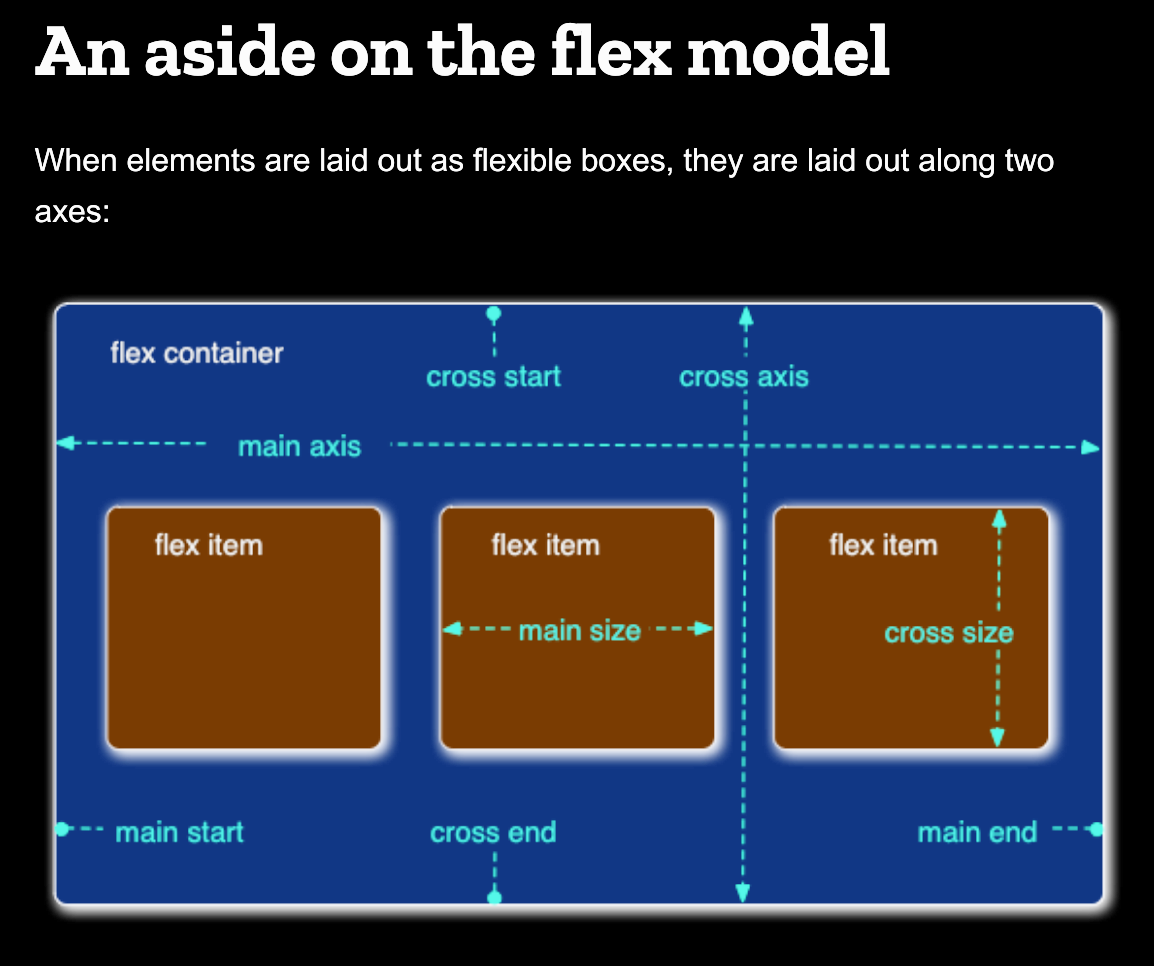 An aside on the flex model
When elements are laid out as flexible boxes, they are laid out along two
axes:
flex container
cross start
cross axis
main axis
flex item
flex item
flex item
main size
cross size
main start
cross end
main end